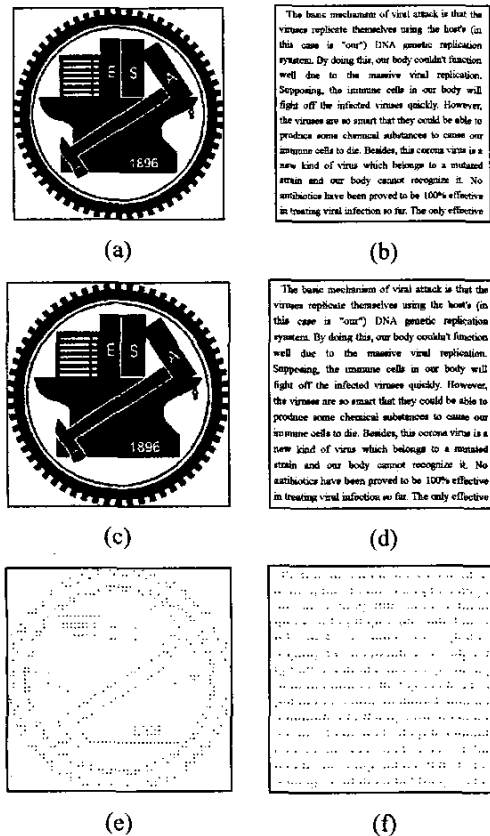 E S A
1896
(a)
The basic mechanism of viral attack is that the
viruses replicate themselves using the host's (in
this case is "our") DNA genetic replication
sysstem. By doing this, our body couldn't function
well due to the massive viral replication.
Supposing, the immune cells in our body will
fight off the infected viruses quickly. However,
the viruses are so smart that they could be able to
produce some chemical substances to cause our
immune cells to die. Besides, this corona virus is a
new kind of virus which belongs to a mutated
strain and our body cannot recognize it. No
antibiotics have been proved to be 100% effective
in treating viral infection so far. The only effective
(b)
E S A
1896
(c)
The basic mechanism of viral attack is that the
viruses replicate themselves using the host's (in
this case is "our") DNA genetic replication
sysstem. By doing this, our body couldn't function
well due to the massive viral replication.
Supposing, the immune cells in our body will
fight off the infected viruses quickly. However,
the viruses are so smart that they could be able to
produce some chemical substances to cause our
immune cells to die. Besides, this corona virus is a
new kind of virus which belongs to a mutated
strain and our body cannot recognize it. No
antibiotics have been proved to be 100% effective
in treating viral infection so far. The only effective
(d)
(e)
(f)